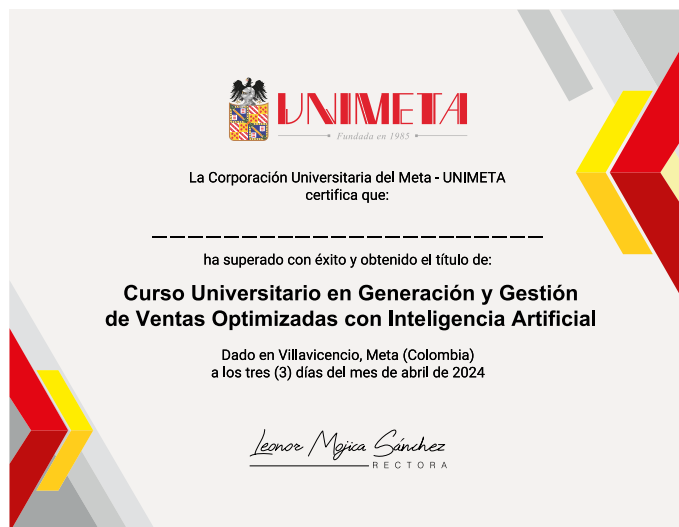 UNIMETA
Fundada en 1985
La Corporación Universitaria del Meta - UNIMETA
certifica que:
ha superado con éxito y obtenido el título de:
Curso Universitario en Generación y Gestión
de Ventas Optimizadas con Inteligencia Artificial
Dado en Villavicencio, Meta (Colombia)
a los tres (3) días del mes de abril de 2024
Leonor Mojica Sánchez
RECTORA